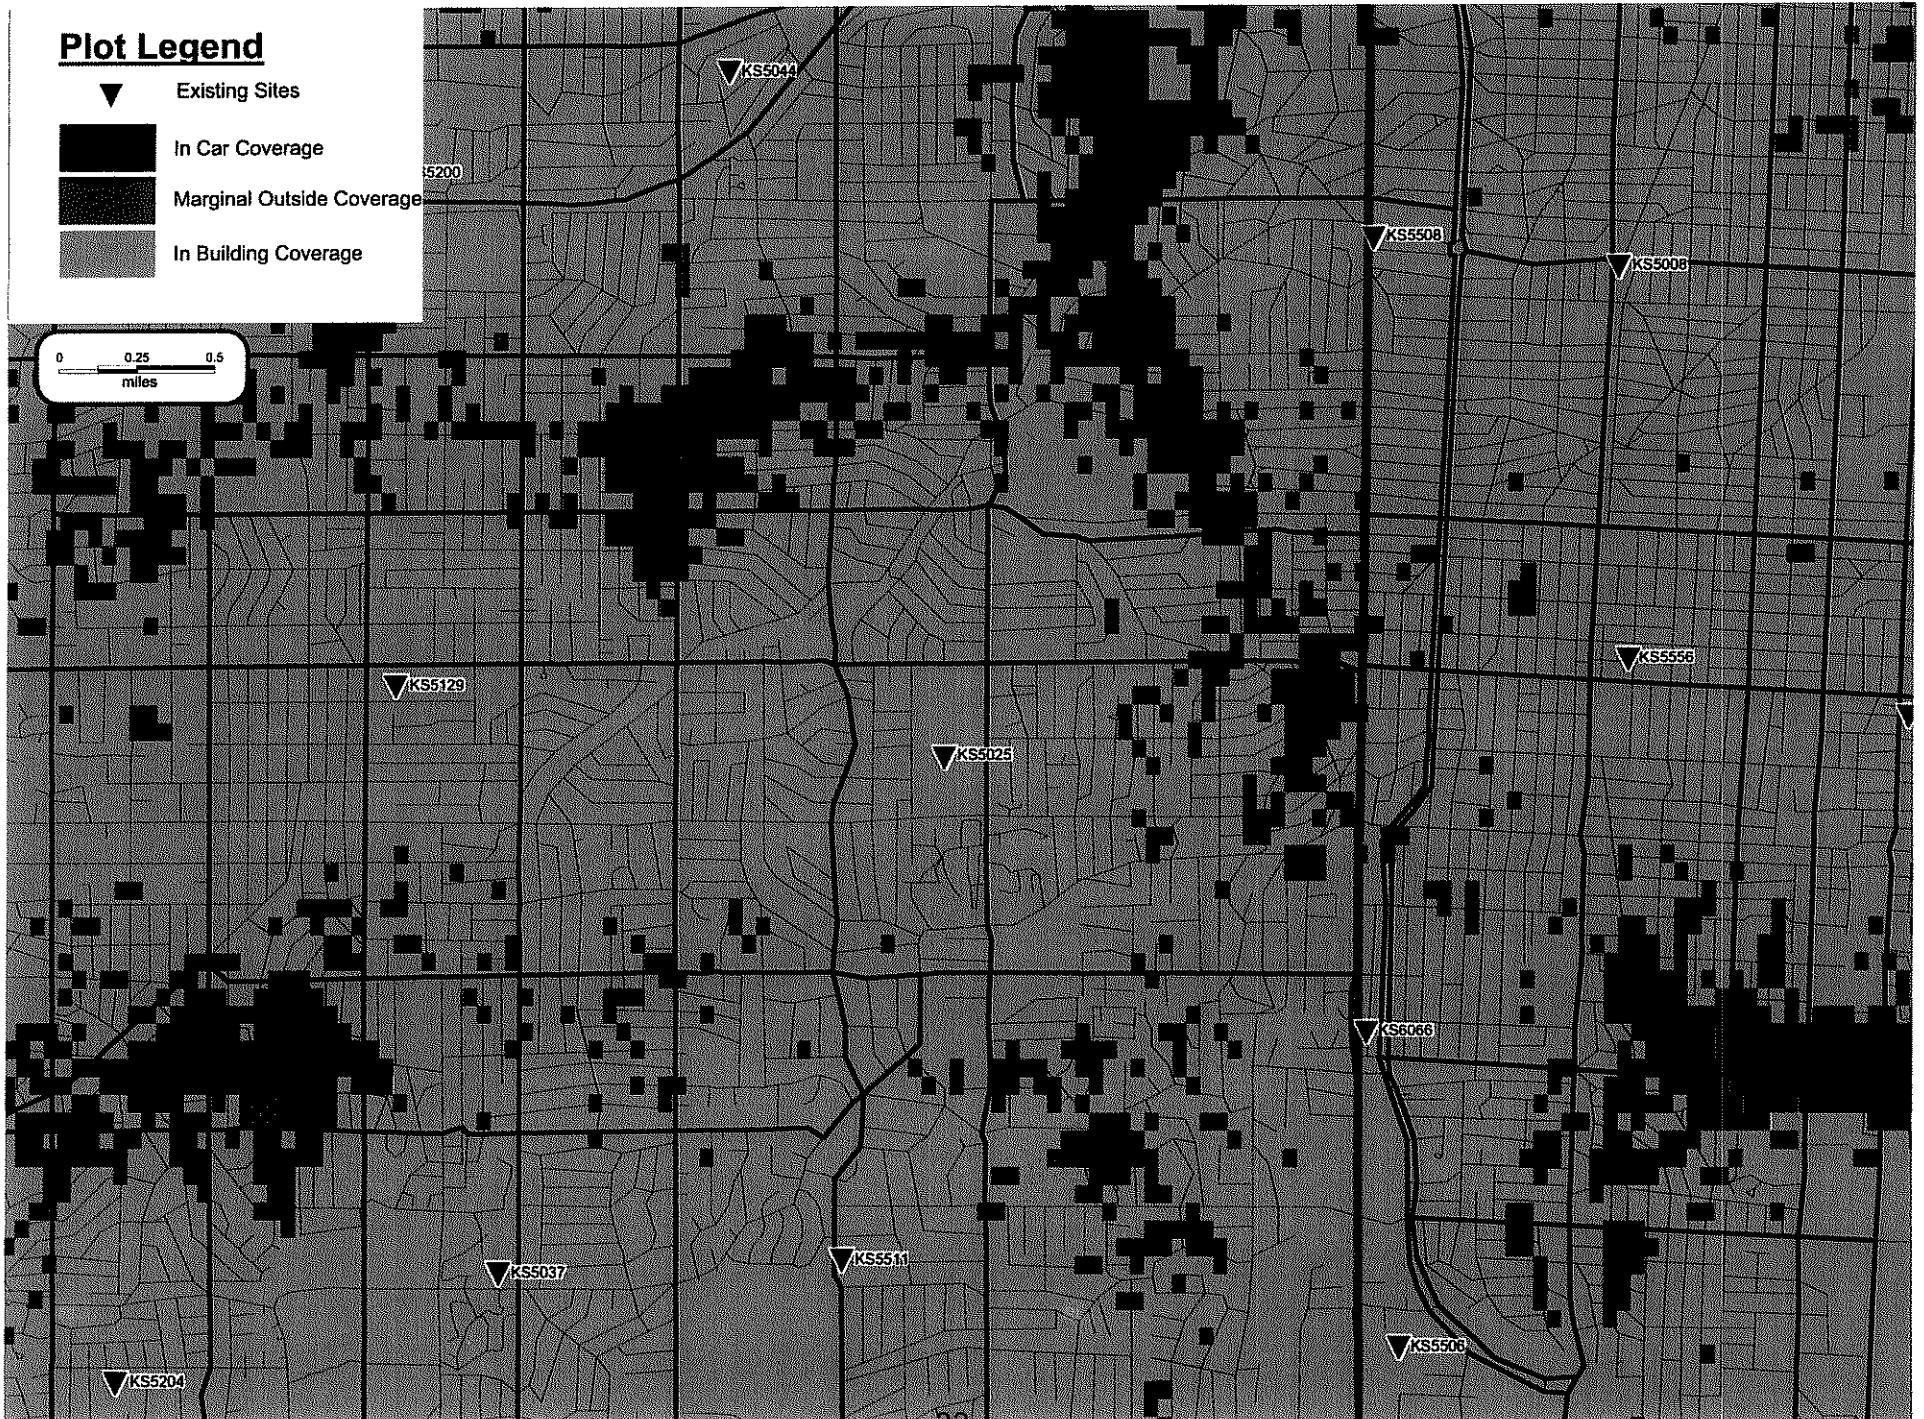 Plot Legend
Existing Sites
In Car Coverage
Marginal Outside Coverage
In Building Coverage
0 0.25 0.5
miles
KS5044
S5200
KS5508
KS5008
KS5129
KS5556
KS5025
KS6066
KS5037
KS5511
KS5506
KS5204